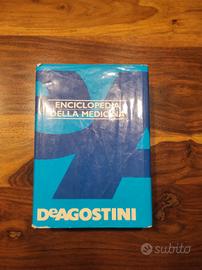 ENCICLOPEDIA
DELLA MEDICINA
DEAGOSTINI
subito